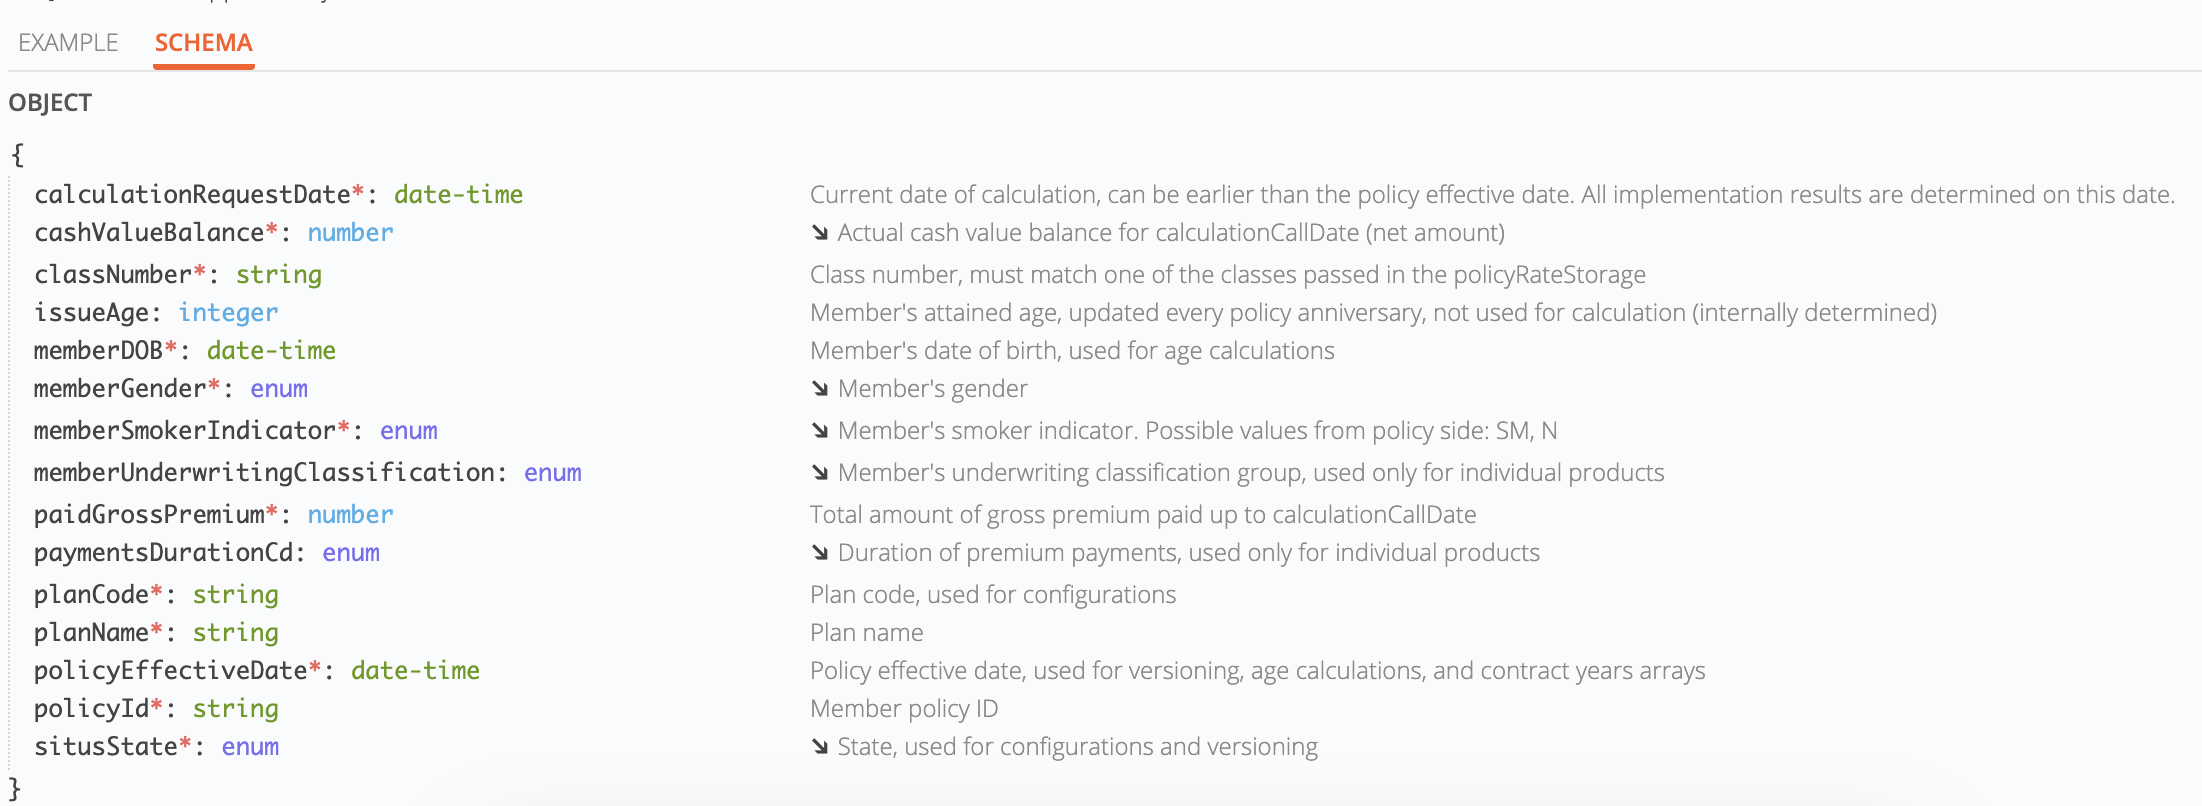 EXAMPLE SCHEMA
OBJECT
{
calculationRequestDate*: date-time Current date of calculation, can be earlier than the policy effective date. All implementation results are determined on this date.
cashValueBalance*: number ↘ Actual cash value balance for calculationCallDate (net amount)
classNumber*: string Class number, must match one of the classes passed in the policyRateStorage
issueAge: integer Member's attained age, updated every policy anniversary, not used for calculation (internally determined)
memberDOB*: date-time Member's date of birth, used for age calculations
memberGender*: enum ↘ Member's gender
memberSmokerIndicator*: enum ↘ Member's smoker indicator. Possible values from policy side: SM, N
memberUnderwritingClassification: enum ↘ Member's underwriting classification group, used only for individual products
paidGrossPremium*: number Total amount of gross premium paid up to calculationCallDate
paymentsDurationCd: enum ↘ Duration of premium payments, used only for individual products
planCode*: string Plan code, used for configurations
planName*: string Plan name
policyEffectiveDate*: date-time Policy effective date, used for versioning, age calculations, and contract years arrays
policyId*: string Member policy ID
situsState*: enum ↘ State, used for configurations and versioning
}